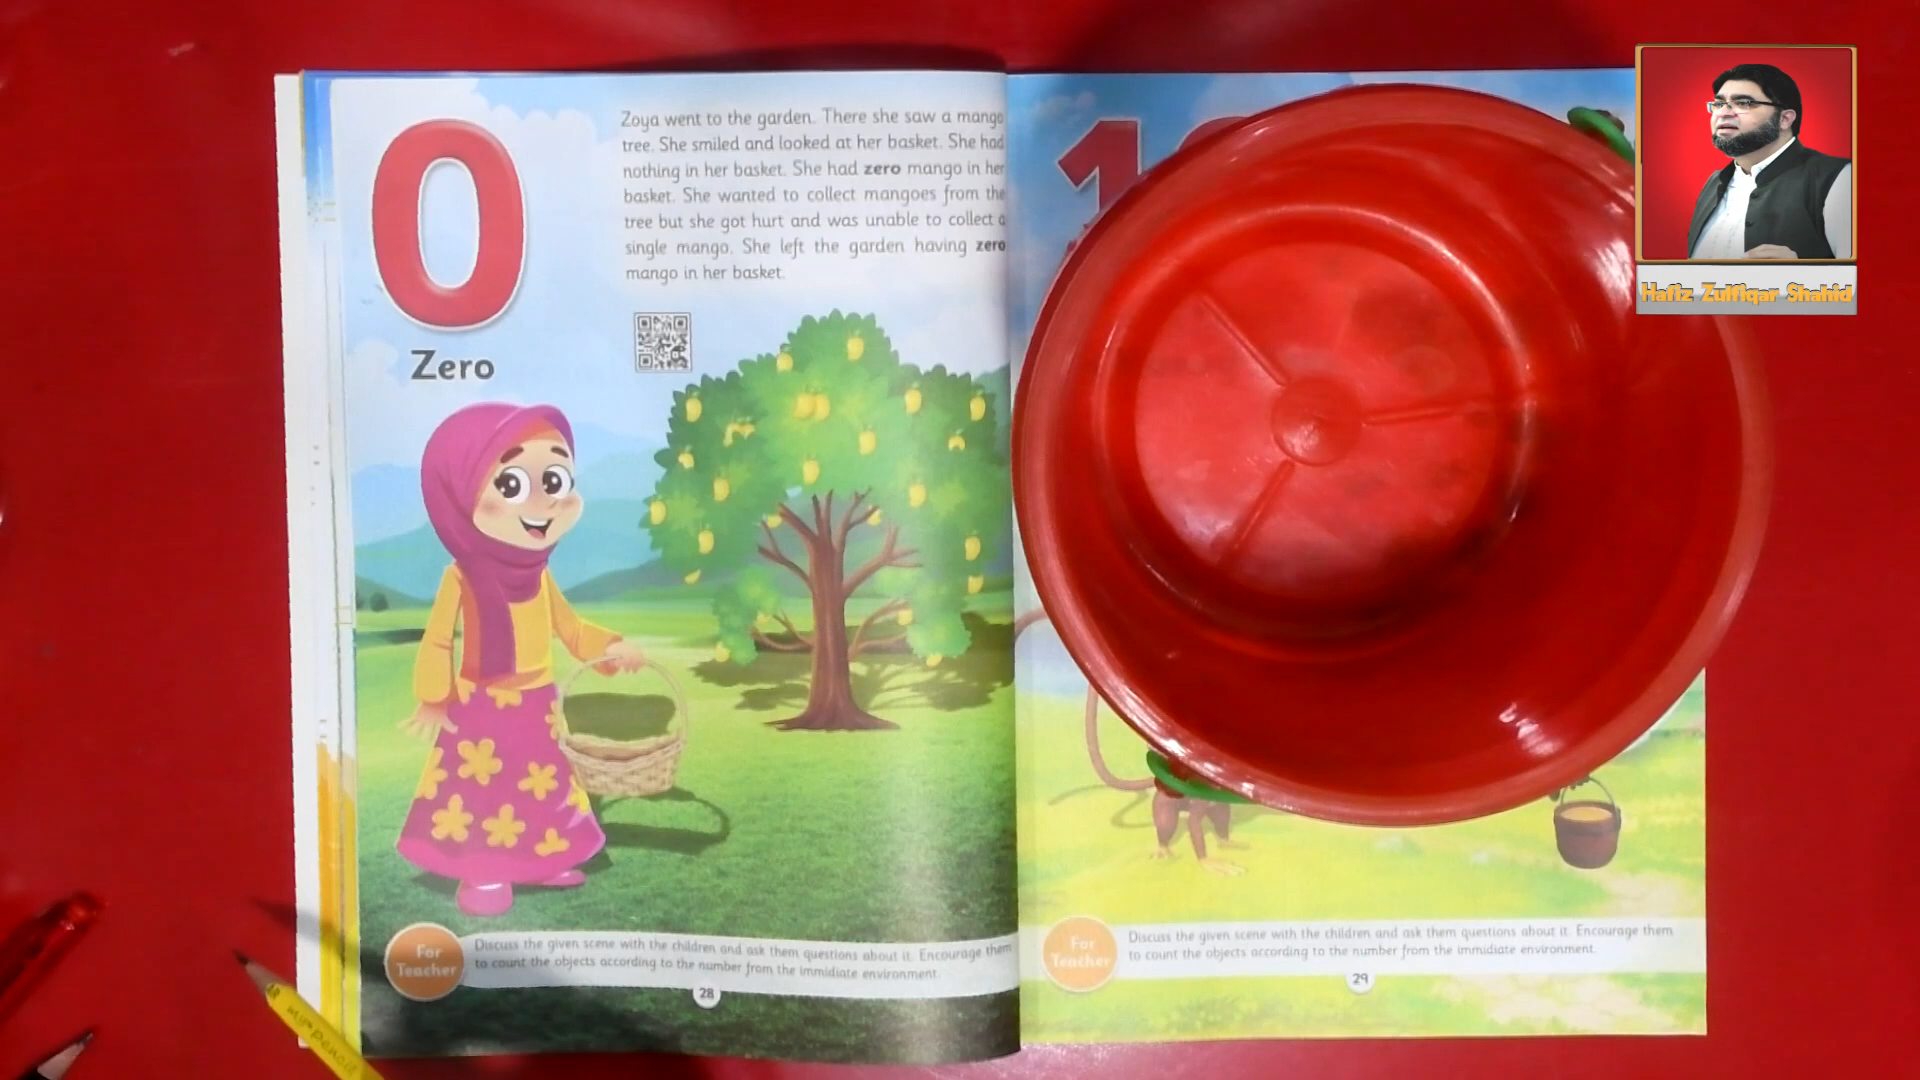 0
Zero
Zoya went to the garden. There she saw a mango
tree. She smiled and looked at her basket. She had
nothing in her basket. She had zero mango in her
basket. She wanted to collect mangoes from the
tree but she got hurt and was unable to collect a
single mango. She left the garden having zero
mango in her basket.
For
Teacher
Discuss the given scene with the children and ask them questions about it. Encourage them
to count the objects according to the number from the immidiate environment.
28
1
For
Teacher
Discuss the given scene with the children and ask them questions about it. Encourage them
to count the objects according to the number from the immidiate environment.
29
Hafiz Zulfiqar Shahid
my pencil